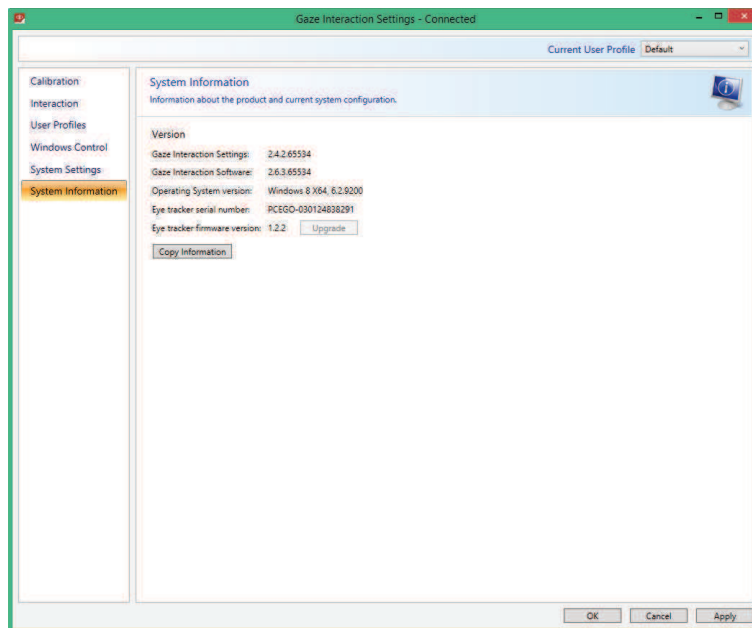 Gaze Interaction Settings - Connected
Current User Profile Default
Calibration
Interaction
User Profiles
Windows Control
System Settings
System Information
System Information
Information about the product and current system configuration.
Version
Gaze Interaction Settings: 2.4.2.65534
Gaze Interaction Software: 2.6.3.65534
Operating System version: Windows 8 X64, 6.2.9200
Eye tracker serial number: PCEGO-030124838291
Eye tracker firmware version: 1.2.2 Upgrade
Copy Information
OK Cancel Apply